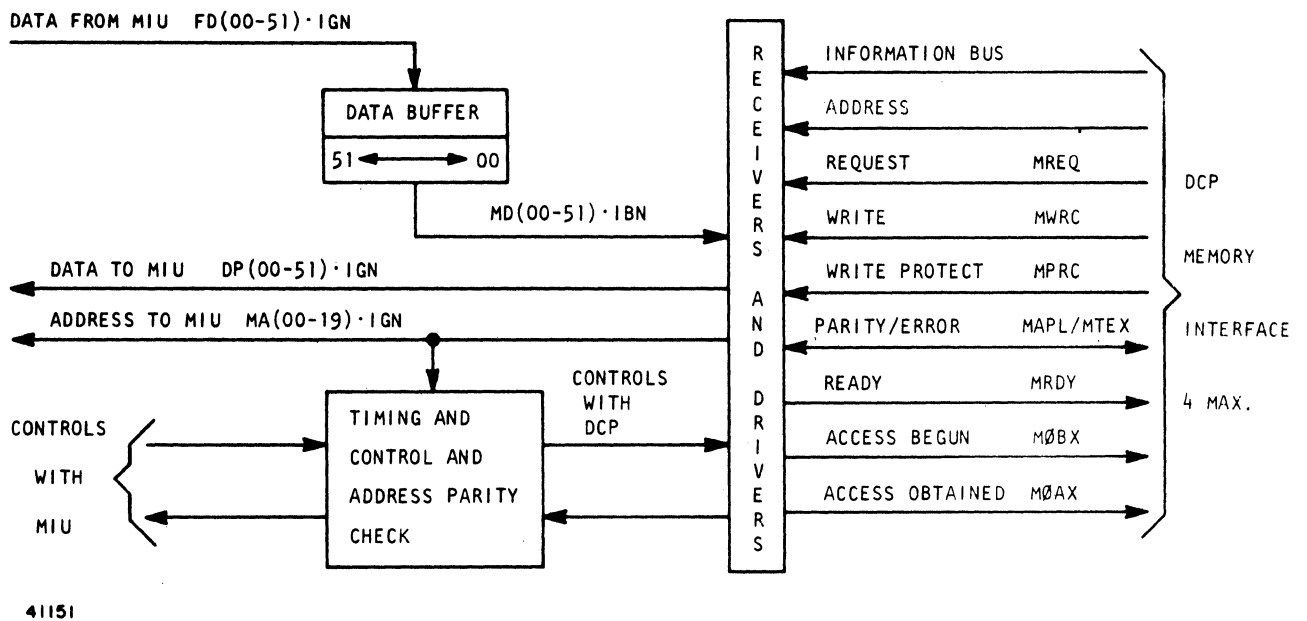 DATA FROM MIU FD(00-51)·IGN
DATA BUFFER
51 00
MD(00-51)·IBN
DATA TO MIU DP(00-51)·IGN
ADDRESS TO MIU MA(00-19)·IGN
CONTROLS
WITH
MIU
TIMING AND
CONTROL AND
ADDRESS PARITY
CHECK
CONTROLS
WITH
DCP
RECEIVERS AND DRIVERS
INFORMATION BUS
ADDRESS
REQUEST MREQ
WRITE MWRC
WRITE PROTECT MPRC
PARITY/ERROR MAPL/MTEX
READY MRDY
ACCESS BEGUN MØBX
ACCESS OBTAINED MØAX
DCP
MEMORY
INTERFACE
4 MAX.
41151